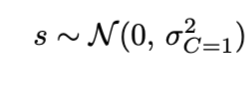 s ∼ 𝒩(0, σ²_{C=1})